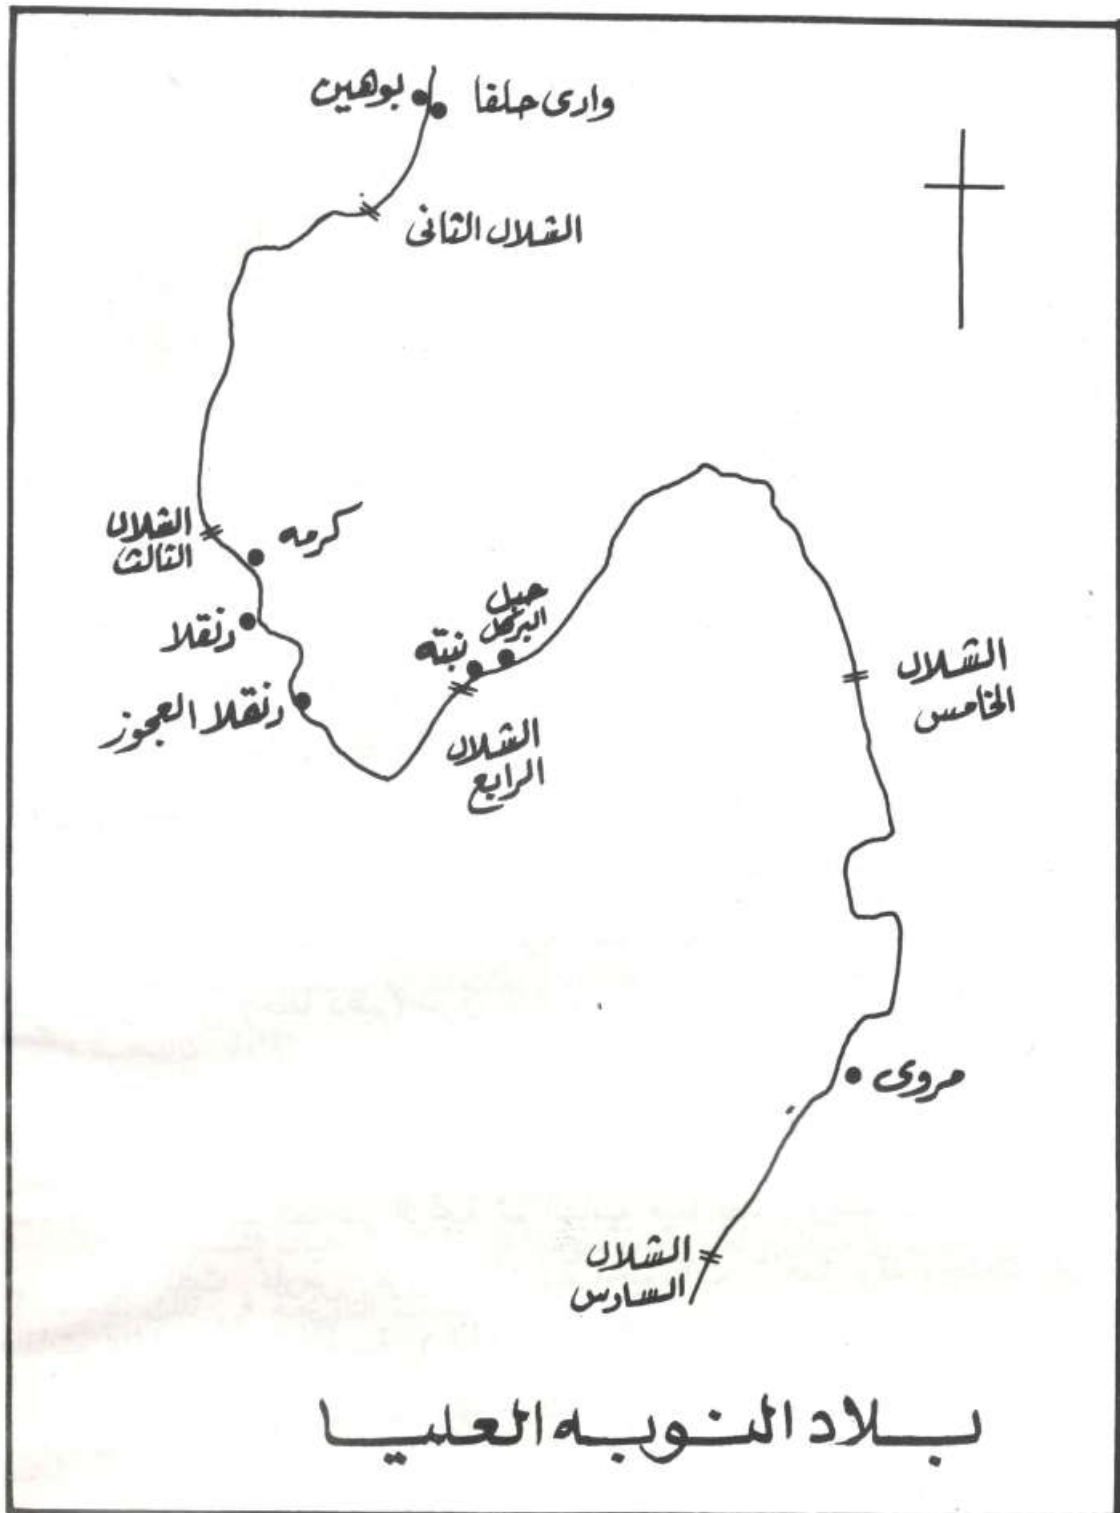 وادى حلفا
بوهين
الشلال الثانى
الشلال
الثالث
كرمه
دنقلا
دنقلا العجوز
جبل
البرقل
نبته
الشلال
الرابع
الشلال
الخامس
مروى
الشلال
السادس
بلاد النوبه العليا